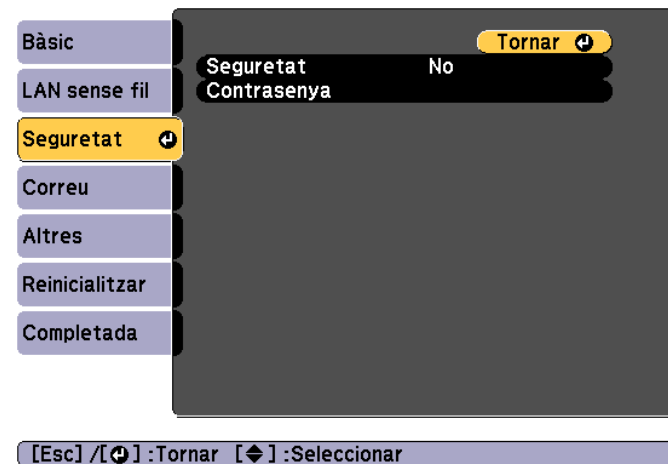 Bàsic
LAN sense fil
Seguretat
Correu
Altres
Reinicialitzar
Completada
Tornar
Seguretat No
Contrasenya
[Esc] /[ ] :Tornar [ ] :Seleccionar